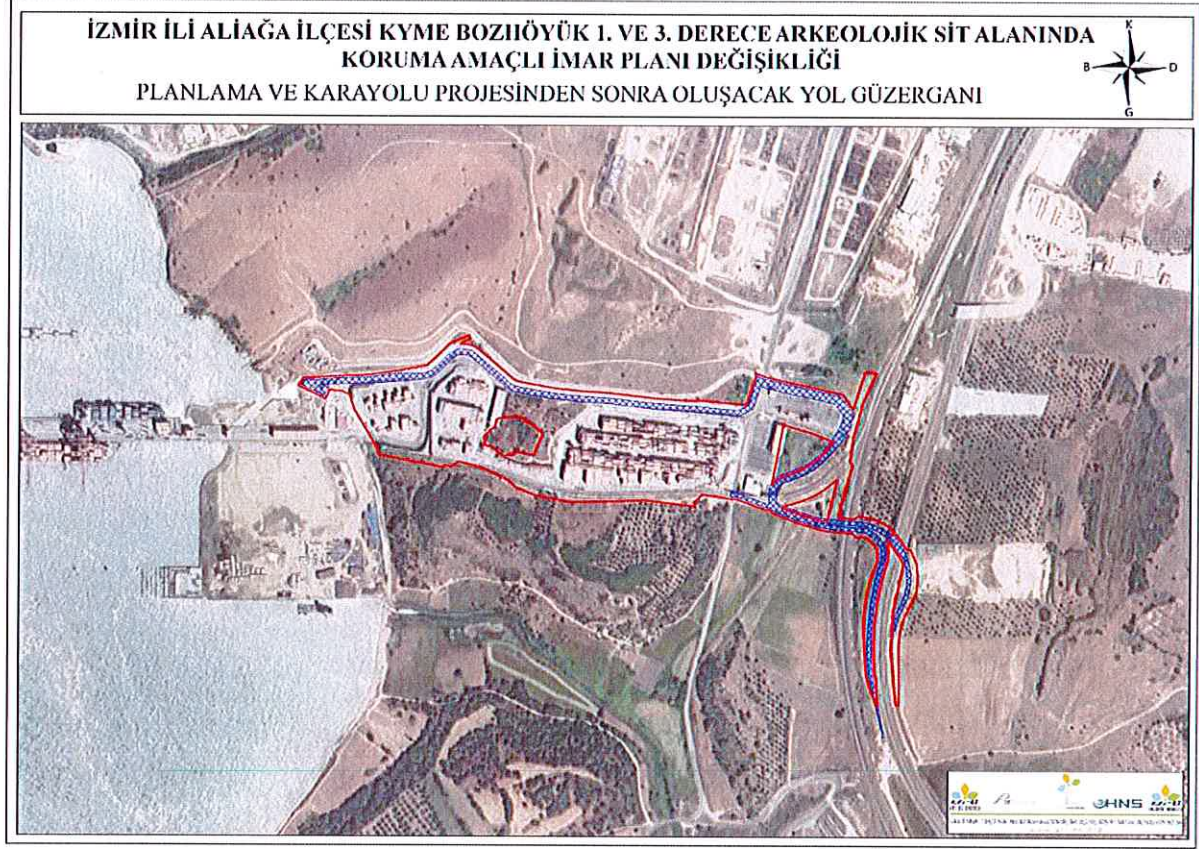 İZMİR İLİ ALİAĞA İLÇESİ KYME BOZHÖYÜK 1. VE 3. DERECE ARKEOLOJİK SİT ALANINDA
KORUMA AMAÇLI İMAR PLANI DEĞİŞİKLİĞİ
PLANLAMA VE KARAYOLU PROJESİNDEN SONRA OLUŞACAK YOL GÜZERGANI
K
B D
G
HNS